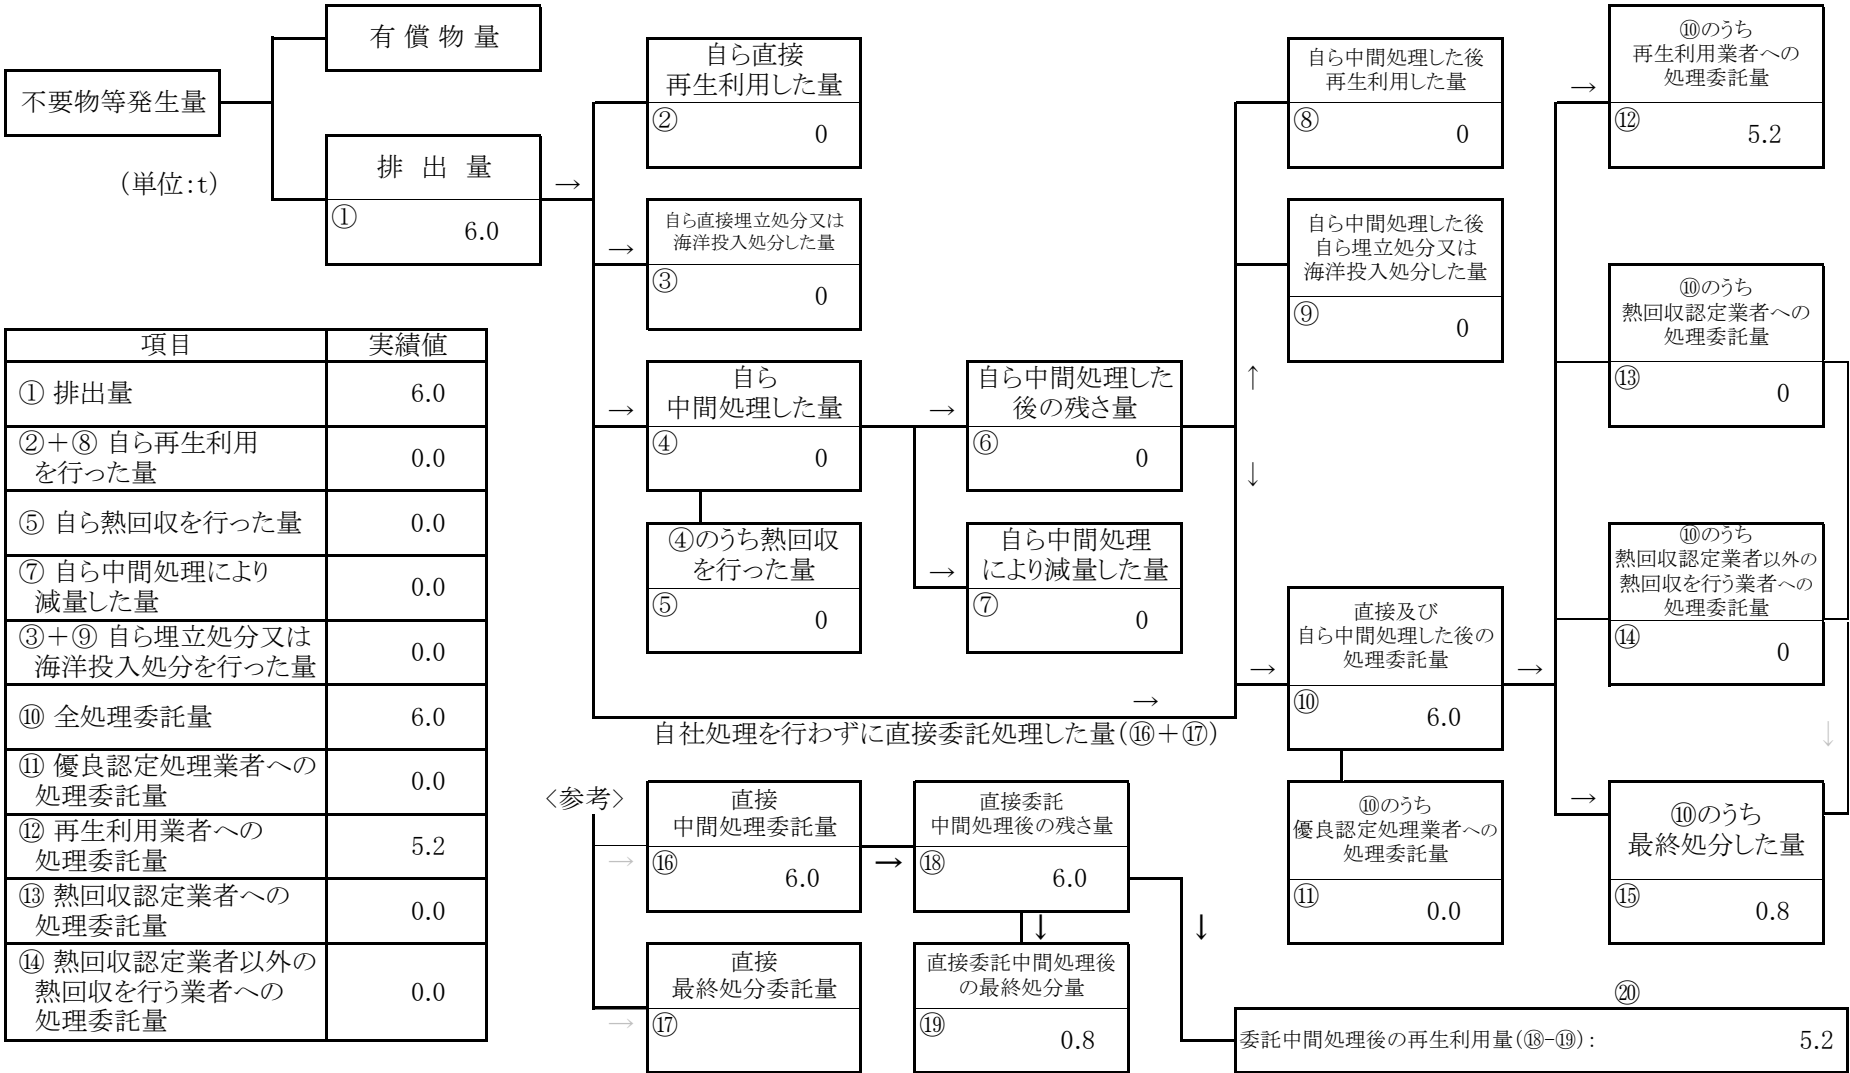 有 償 物 量
不要物等発生量
排 出 量
①
6.0
(単位:t)
→
自ら直接
再生利用した量
②
0
→
自ら直接埋立処分又は
海洋投入処分した量
③
0
→
自ら
中間処理した量
④
0
④のうち熱回収
を行った量
⑤
0
→
自ら中間処理した
後の残さ量
⑥
0
→
自ら中間処理
により減量した量
⑦
0
自ら中間処理した後
再生利用した量
⑧
0
自ら中間処理した後
自ら埋立処分又は
海洋投入処分した量
⑨
0
↑
↓
→
自社処理を行わずに直接委託処理した量(⑯+⑰)
→
直接及び
自ら中間処理した後の
処理委託量
⑩
6.0
⑩のうち
優良認定処理業者への
処理委託量
⑪
0.0
→
→
⑩のうち
再生利用業者への
処理委託量
⑫
5.2
⑩のうち
熱回収認定業者への
処理委託量
⑬
0
⑩のうち
熱回収認定業者以外の
熱回収を行う業者への
処理委託量
⑭
0
↓
→
⑩のうち
最終処分した量
⑮
0.8
項目 実績値
① 排出量 6.0
②+⑧ 自ら再生利用
を行った量 0.0
⑤ 自ら熱回収を行った量 0.0
⑦ 自ら中間処理により
減量した量 0.0
③+⑨ 自ら埋立処分又は
海洋投入処分を行った量 0.0
⑩ 全処理委託量 6.0
⑪ 優良認定処理業者への
処理委託量 0.0
⑫ 再生利用業者への
処理委託量 5.2
⑬ 熱回収認定業者への
処理委託量 0.0
⑭ 熱回収認定業者以外の
熱回収を行う業者への
処理委託量 0.0
<参考>
→
直接
中間処理委託量
⑯
6.0
→
直接委託
中間処理後の残さ量
⑱
6.0
→
直接
最終処分委託量
⑰
↓
直接委託中間処理後
の最終処分量
⑲
0.8
↓
⑳
委託中間処理後の再生利用量(⑱-⑲): 5.2